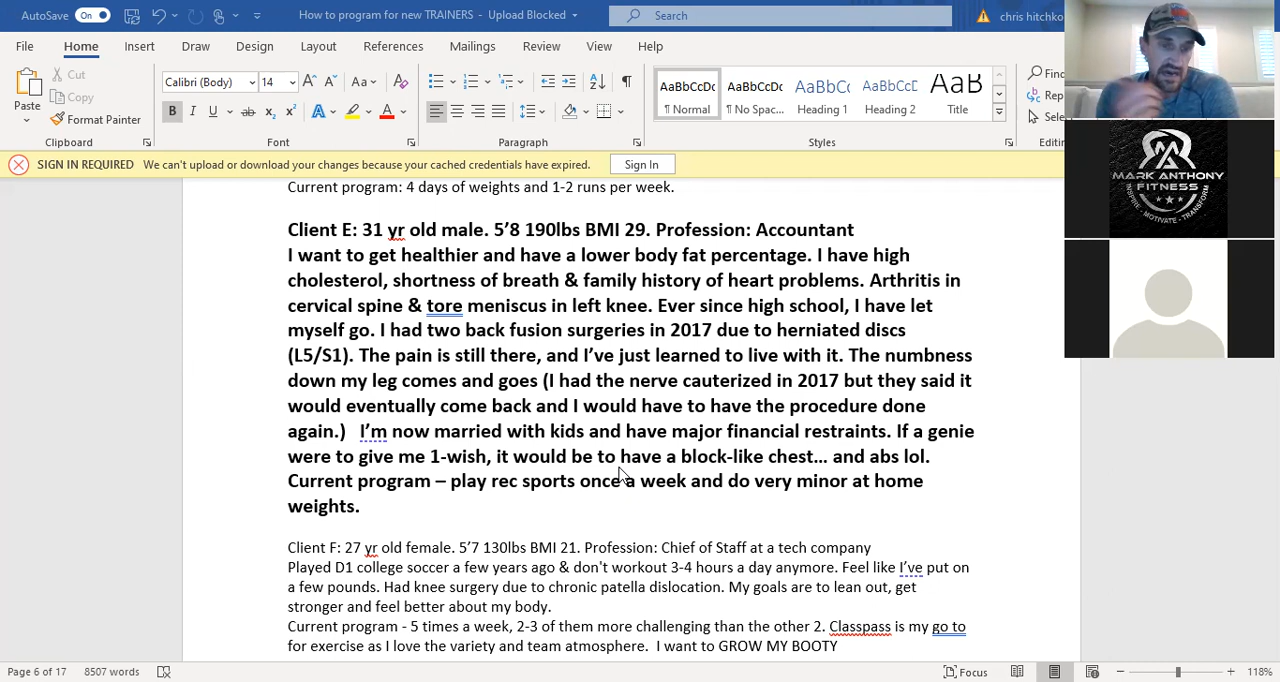 AutoSave On
How to program for new TRAINERS - Upload Blocked
Search
chris hitchko
File Home Insert Draw Design Layout References Mailings Review View Help
Paste
Cut
Copy
Format Painter
Clipboard
Calibri (Body) 14
Font
Paragraph
AaBbCcDc AaBbCcDc AaBbCc AaBbCcD AaB
¶ Normal ¶ No Spac... Heading 1 Heading 2 Title
Styles
Find
Rep
Sele
Editin
SIGN IN REQUIRED We can't upload or download your changes because your cached credentials have expired. Sign In
MARK ANTHONY
FITNESS
INSPIRE - MOTIVATE - TRANSFORM
Current program: 4 days of weights and 1-2 runs per week.
Client E: 31 yr old male. 5’8 190lbs BMI 29. Profession: Accountant
I want to get healthier and have a lower body fat percentage. I have high
cholesterol, shortness of breath & family history of heart problems. Arthritis in
cervical spine & tore meniscus in left knee. Ever since high school, I have let
myself go. I had two back fusion surgeries in 2017 due to herniated discs
(L5/S1). The pain is still there, and I’ve just learned to live with it. The numbness
down my leg comes and goes (I had the nerve cauterized in 2017 but they said it
would eventually come back and I would have to have the procedure done
again.) I’m now married with kids and have major financial restraints. If a genie
were to give me 1-wish, it would be to have a block-like chest… and abs lol.
Current program – play rec sports once a week and do very minor at home
weights.
Client F: 27 yr old female. 5’7 130lbs BMI 21. Profession: Chief of Staff at a tech company
Played D1 college soccer a few years ago & don't workout 3-4 hours a day anymore. Feel like I’ve put on
a few pounds. Had knee surgery due to chronic patella dislocation. My goals are to lean out, get
stronger and feel better about my body.
Current program - 5 times a week, 2-3 of them more challenging than the other 2. Classpass is my go to
for exercise as I love the variety and team atmosphere. I want to GROW MY BOOTY
Page 6 of 17 8507 words
Focus
118%